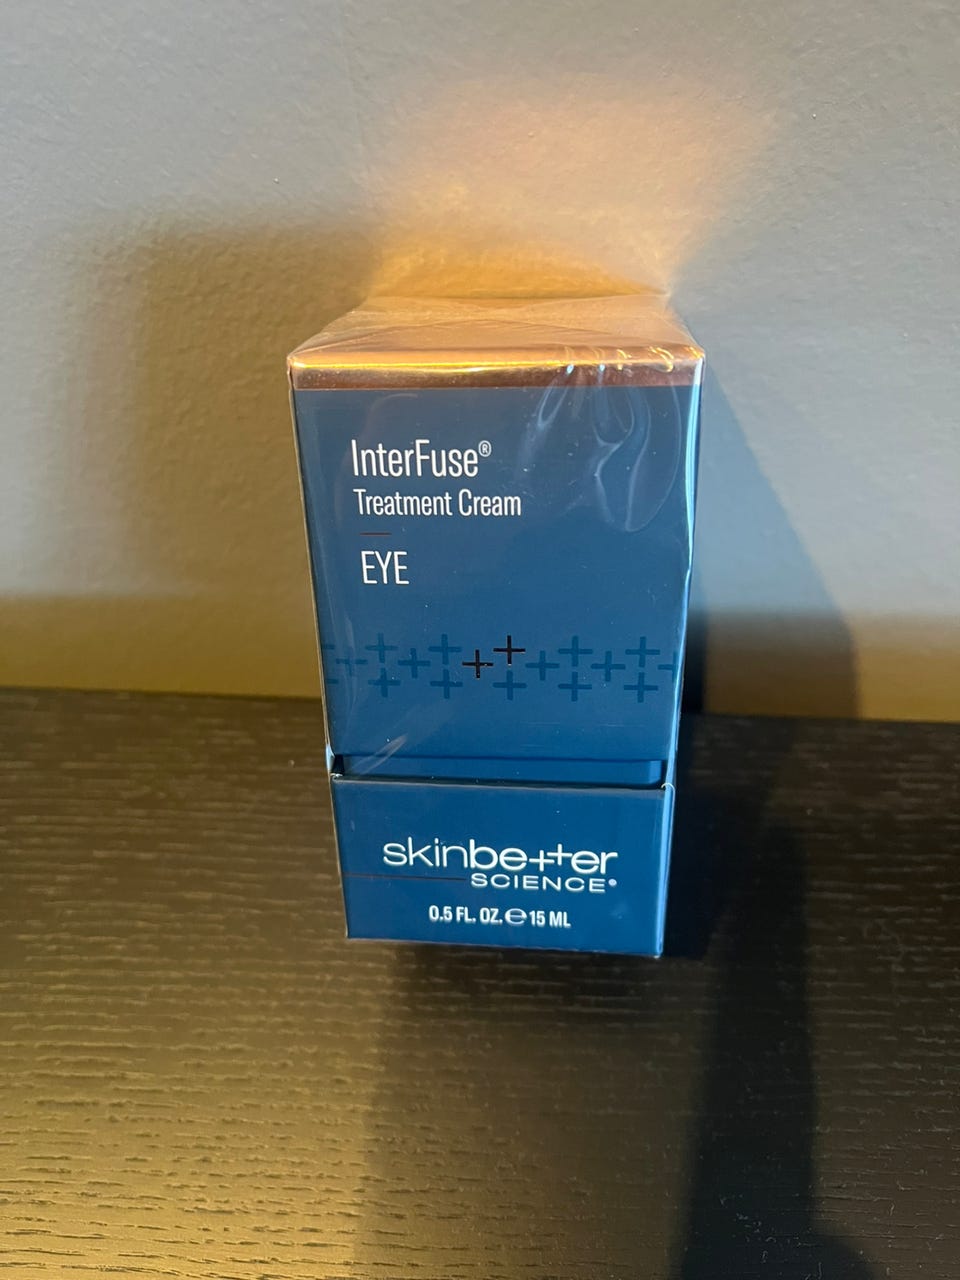 InterFuse®
Treatment Cream
EYE
skinbetter
SCIENCE®
0.5 FL. OZ. ℮ 15 ML